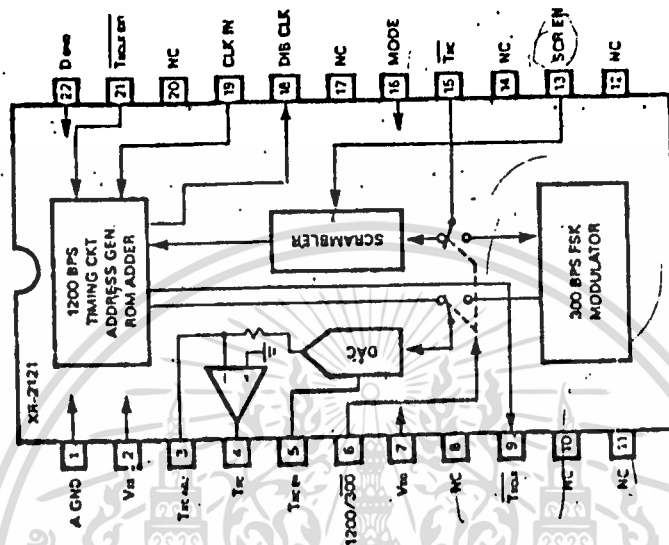 XR-2121
1 A GND
2 VSS
3 TXC ADJ
4 TXC
5
6 1200/300
7 VDD
8 NC
9 TXCLK
10 NC
11 NC
22 DGND
21
20 NC
19 CLK IN
18 DIB CLK
17 NC
16 MODE
15
14 NC
13 SCR EN
12 NC
1200 BPS
TIMING CKT
ADDRESS GEN.
ROM ADDER
SCRAMBLER
DAC
300 BPS FSK
MODULATOR